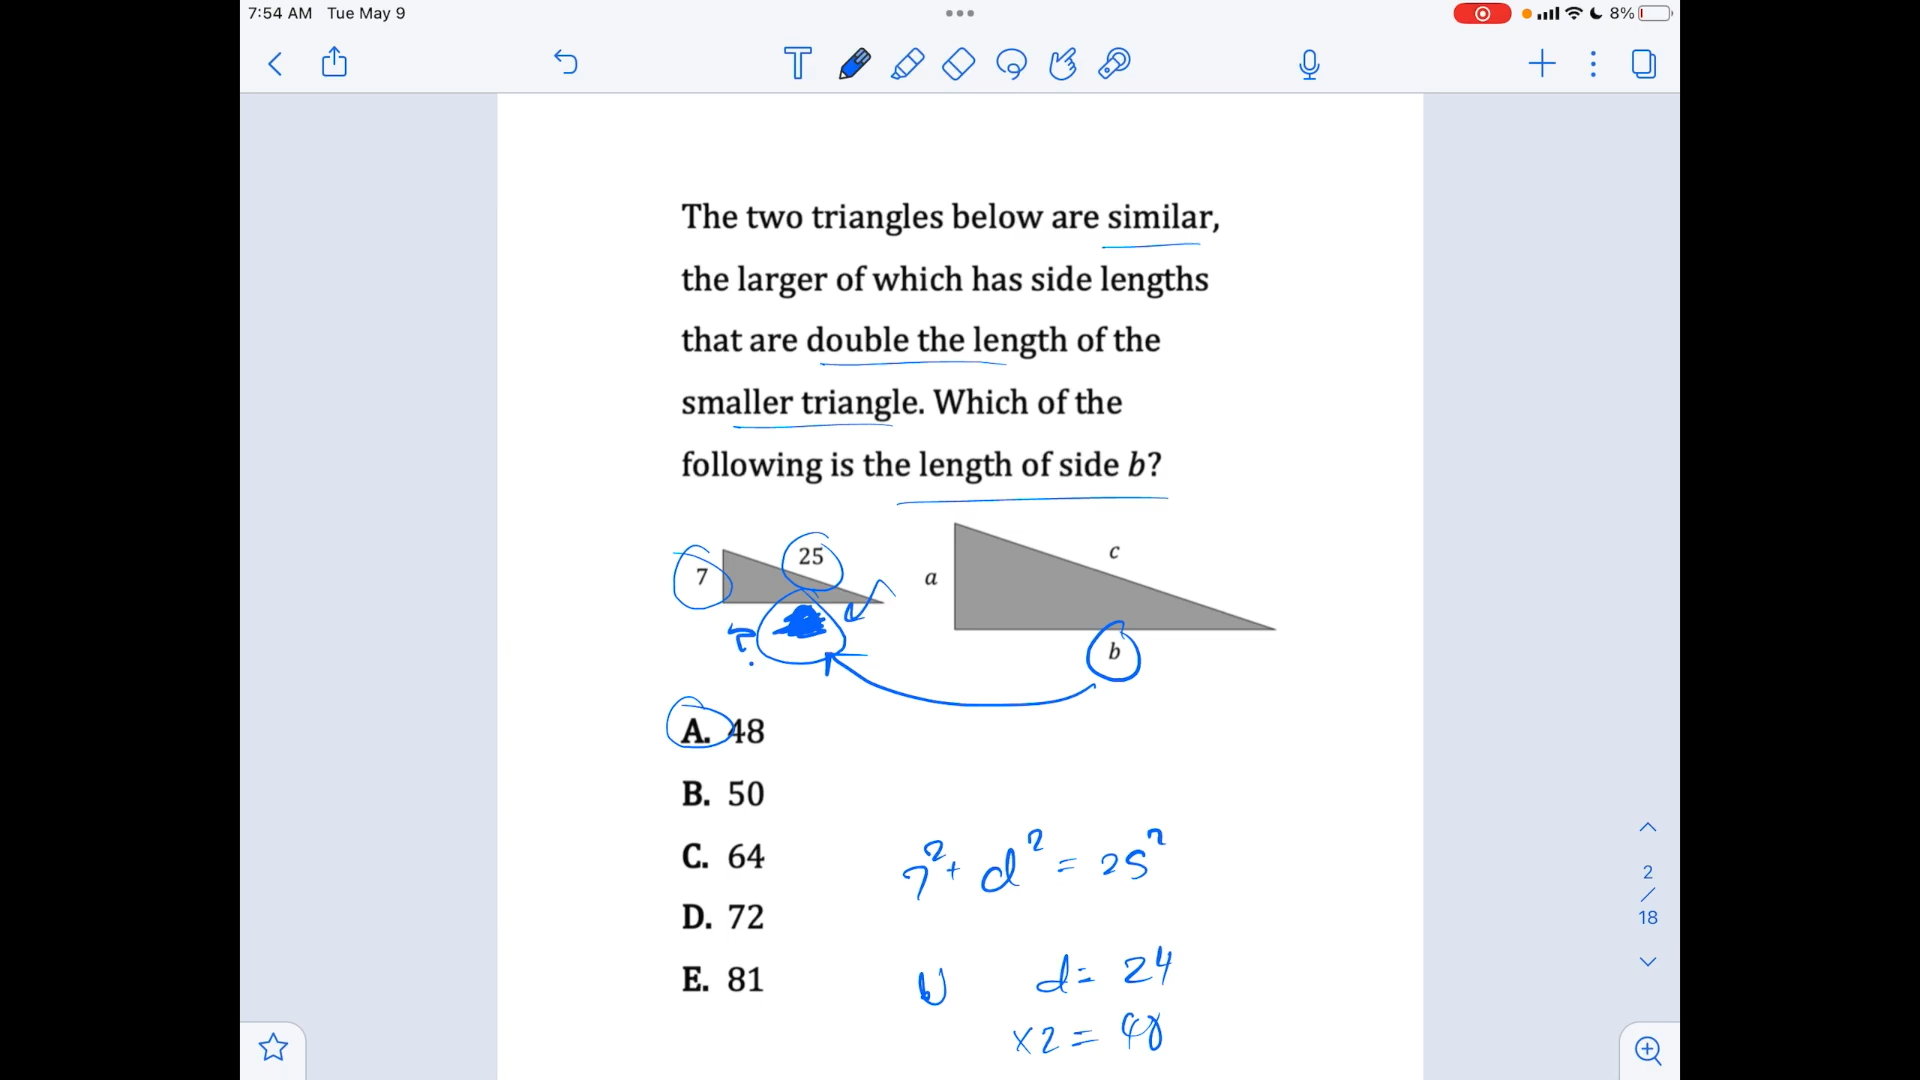 7:54 AM Tue May 9
8%
The two triangles below are similar,
the larger of which has side lengths
that are double the length of the
smaller triangle. Which of the
following is the length of side b?
7
25
a
c
?
b
A. 48
B. 50
C. 64
D. 72
E. 81
7² + d² = 25²
d = 24
x2 = 48
2
/
18